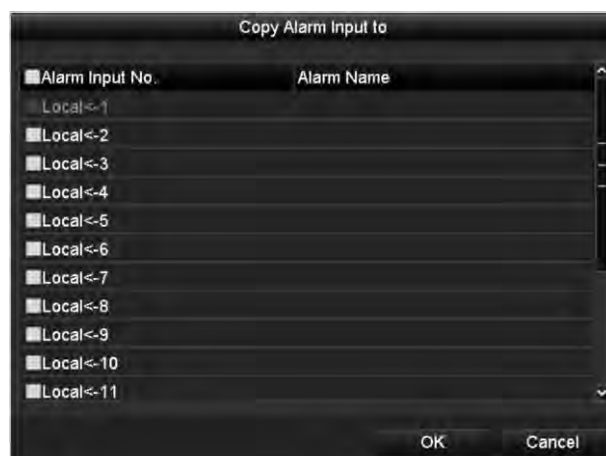 Copy Alarm Input to
Alarm Input No. Alarm Name
Local<-1
Local<-2
Local<-3
Local<-4
Local<-5
Local<-6
Local<-7
Local<-8
Local<-9
Local<-10
Local<-11
OK Cancel